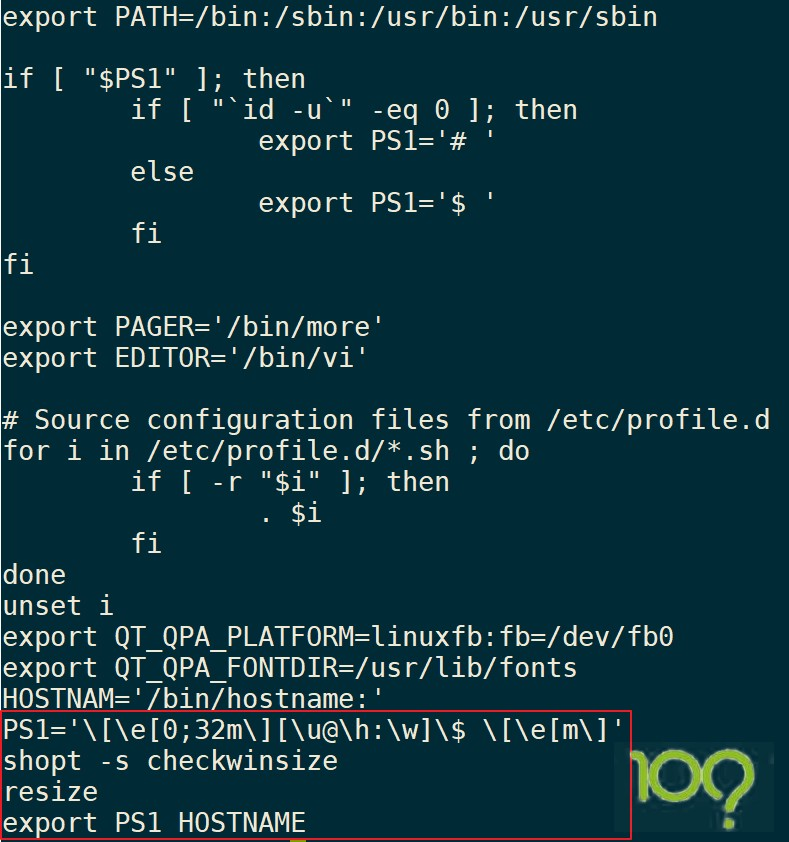 export PATH=/bin:/sbin:/usr/bin:/usr/sbin

if [ "$PS1" ]; then
        if [ "`id -u`" -eq 0 ]; then
                export PS1='# '
        else
                export PS1='$ '
        fi
fi

export PAGER='/bin/more'
export EDITOR='/bin/vi'

# Source configuration files from /etc/profile.d
for i in /etc/profile.d/*.sh ; do
        if [ -r "$i" ]; then
                . $i
        fi
done
unset i
export QT_QPA_PLATFORM=linuxfb:fb=/dev/fb0
export QT_QPA_FONTDIR=/usr/lib/fonts
HOSTNAM='/bin/hostname:'
PS1='\[\e[0;32m\][\u@\h:\w]\$ \[\e[m\]'
shopt -s checkwinsize
resize
export PS1 HOSTNAME